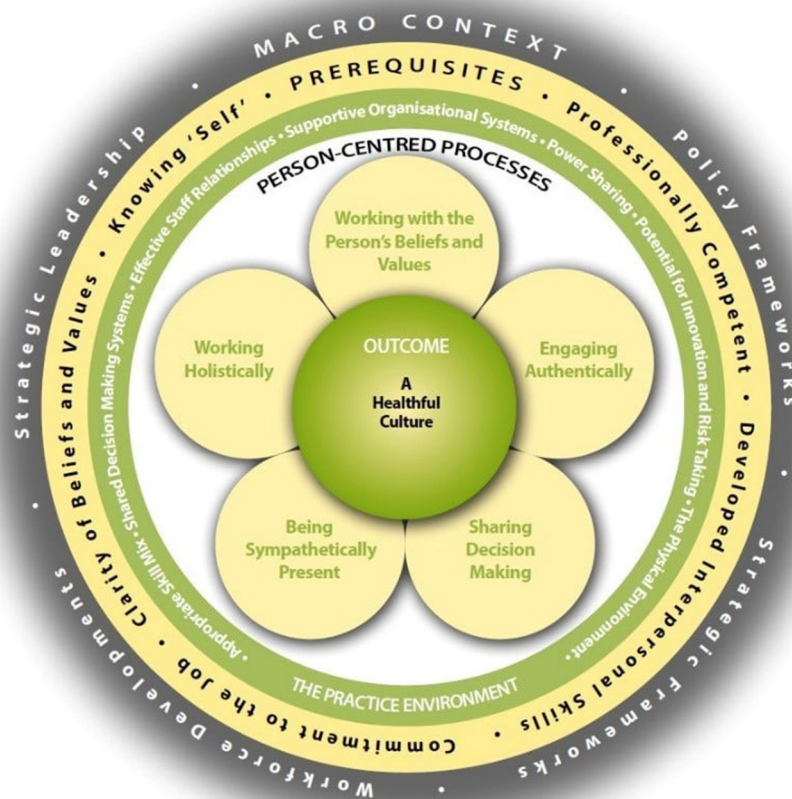 MACRO CONTEXT
• Policy Frameworks
• Strategic Frameworks
• Workforce Developments
• Strategic Leadership •
PREREQUISITES
• Professionally Competent
• Developed Interpersonal Skills
• Commitment to the Job
• Clarity of Beliefs and Values
• Knowing 'Self' •
THE PRACTICE ENVIRONMENT
• Appropriate Skill Mix • Shared Decision Making Systems • Effective Staff Relationships • Supportive Organisational Systems • Power Sharing • Potential for Innovation and Risk Taking • The Physical Environment •
PERSON-CENTRED PROCESSES
Working with the
Person's Beliefs and
Values
Engaging
Authentically
Sharing
Decision
Making
Being
Sympathetically
Present
Working
Holistically
OUTCOME
A
Healthful
Culture